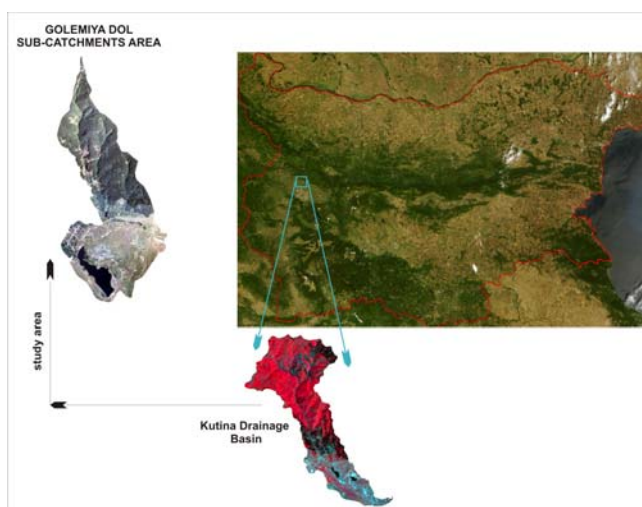 GOLEMIYA DOL
SUB-CATCHMENTS AREA
study area
Kutina Drainage
Basin